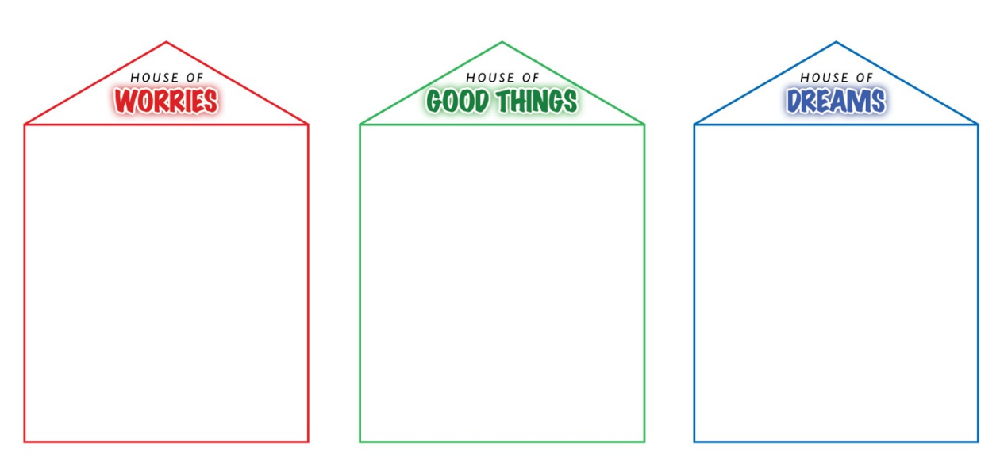 HOUSE OF
WORRIES
HOUSE OF
GOOD THINGS
HOUSE OF
DREAMS